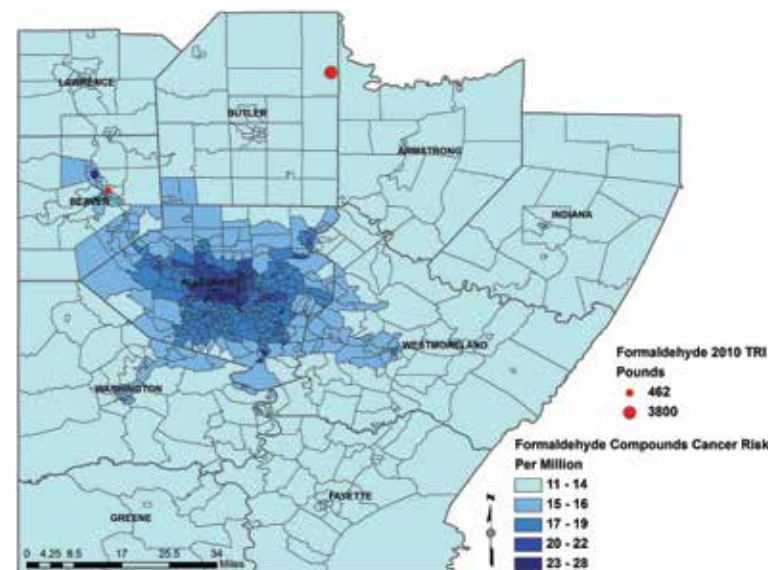 LAWRENCE
BUTLER
ARMSTRONG
BEAVER
INDIANA
WESTMORELAND
WASHINGTON
FAYETTE
GREENE
Formaldehyde 2010 TRI
Pounds
462
3800
Formaldehyde Compounds Cancer Risk
Per Million
11 - 14
15 - 16
17 - 19
20 - 22
23 - 28
N
0 4.25 8.5 17 25.5 34
Miles